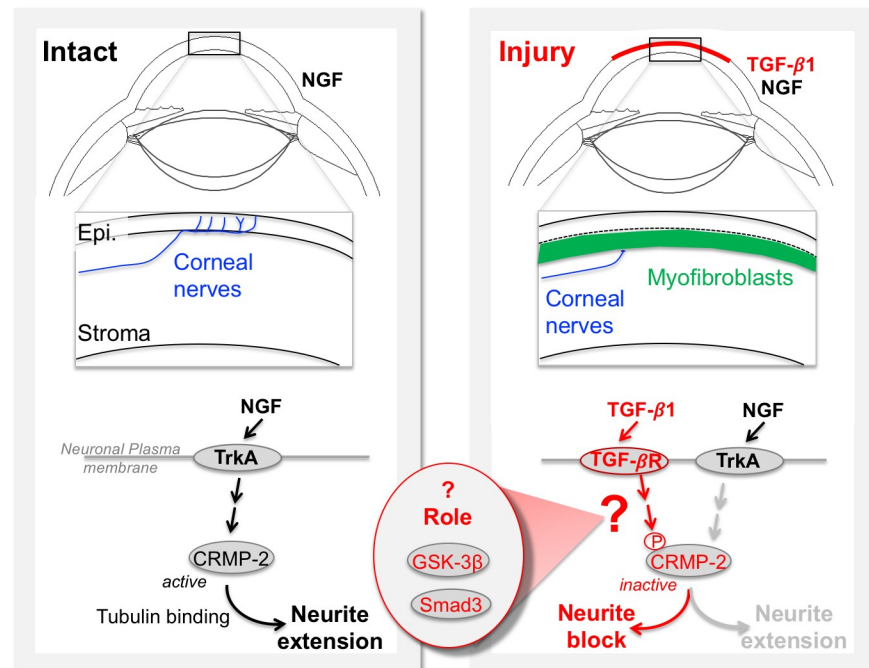 Intact
NGF
Epi.
Corneal
nerves
Stroma
NGF
Neuronal Plasma
membrane
TrkA
CRMP-2
active
Tubulin binding
Neurite
extension
?
Role
GSK-3β
Smad3
Injury
TGF-β1
NGF
Myofibroblasts
Corneal
nerves
TGF-β1
NGF
TGF-βR
TrkA
?
P
CRMP-2
inactive
Neurite
block
Neurite
extension